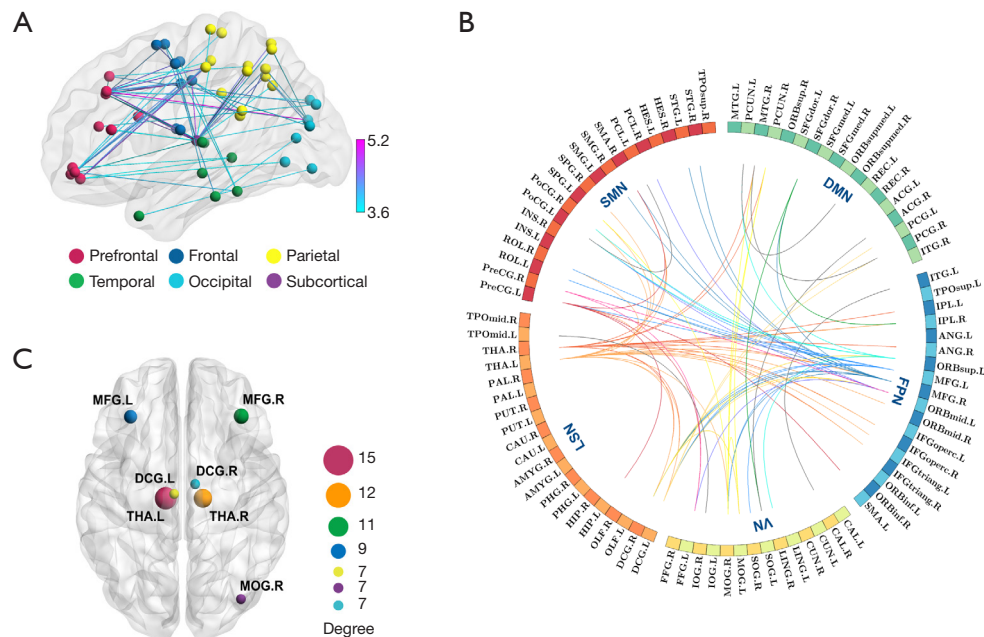 A
5.2
3.6
Prefrontal
Frontal
Parietal
Temporal
Occipital
Subcortical
B
SMN
DMN
FPN
VN
LSN
PreCG.L
PreCG.R
ROL.L
ROL.R
INS.L
INS.R
PoCG.L
PoCG.R
SPG.L
SPG.R
SMG.L
SMG.R
SMA.R
PCL.L
PCL.R
HES.L
HES.R
STG.L
STG.R
TPOsup.R
MTG.L
PCUN.L
MTG.R
PCUN.R
ORBsup.R
SFGdor.L
SFGdor.R
SFGmed.L
SFGmed.R
ORBsupmed.L
ORBsupmed.R
REC.L
REC.R
ACG.L
ACG.R
PCG.L
PCG.R
ITG.R
ITG.L
TPOsup.L
IPL.L
IPL.R
ANG.L
ANG.R
ORBsup.L
MFG.L
MFG.R
ORBmid.L
ORBmid.R
IFGoperc.L
IFGoperc.R
IFGtriang.L
IFGtriang.R
ORBinf.L
ORBinf.R
SMA.L
CAL.L
CAL.R
CUN.L
CUN.R
LING.L
LING.R
SOG.L
SOG.R
MOG.L
MOG.R
IOG.L
IOG.R
FFG.L
FFG.R
DCG.L
DCG.R
OLF.L
OLF.R
HIP.L
HIP.R
PHG.L
PHG.R
AMYG.L
AMYG.R
CAU.L
CAU.R
PUT.L
PUT.R
PAL.L
PAL.R
THA.L
THA.R
TPOmid.L
TPOmid.R
C
MFG.L
MFG.R
DCG.R
DCG.L
THA.L
THA.R
MOG.R
15
12
11
9
7
7
7
Degree